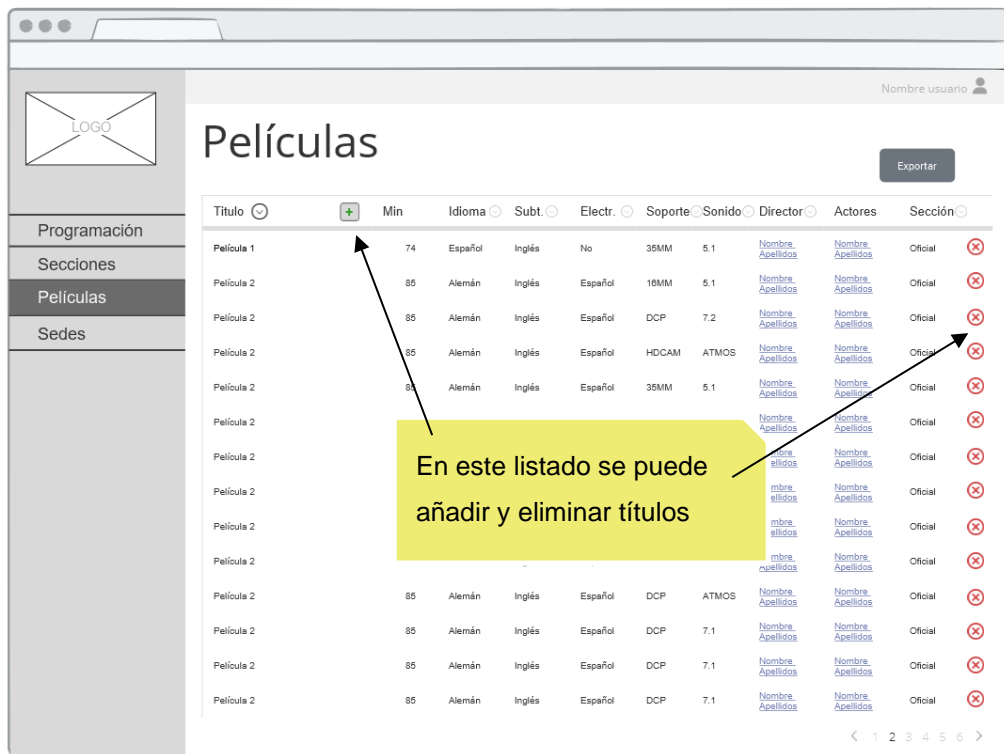 Nombre usuario
LOGO
Películas
Exportar
Programación
Secciones
Películas
Sedes
Titulo + Min Idioma Subt. Electr. Soporte Sonido Director Actores Sección
Película 1 74 Español Inglés No 35MM 5.1 Nombre Apellidos Nombre Apellidos Oficial
Película 2 85 Alemán Inglés Español 16MM 5.1 Nombre Apellidos Nombre Apellidos Oficial
Película 2 85 Alemán Inglés Español DCP 7.2 Nombre Apellidos Nombre Apellidos Oficial
Película 2 85 Alemán Inglés Español HDCAM ATMOS Nombre Apellidos Nombre Apellidos Oficial
Película 2 85 Alemán Inglés Español 35MM 5.1 Nombre Apellidos Nombre Apellidos Oficial
Película 2 Nombre Apellidos Nombre Apellidos Oficial
Película 2 Nombre Apellidos Oficial
Película 2 Nombre Apellidos Oficial
Película 2 Nombre Apellidos Oficial
Película 2 Nombre Apellidos Oficial
En este listado se puede
añadir y eliminar títulos
Película 2 85 Alemán Inglés Español DCP ATMOS Nombre Apellidos Nombre Apellidos Oficial
Película 2 85 Alemán Inglés Español DCP 7.1 Nombre Apellidos Nombre Apellidos Oficial
Película 2 85 Alemán Inglés Español DCP 7.1 Nombre Apellidos Nombre Apellidos Oficial
Película 2 85 Alemán Inglés Español DCP 7.1 Nombre Apellidos Nombre Apellidos Oficial
< 1 2 3 4 5 6 >